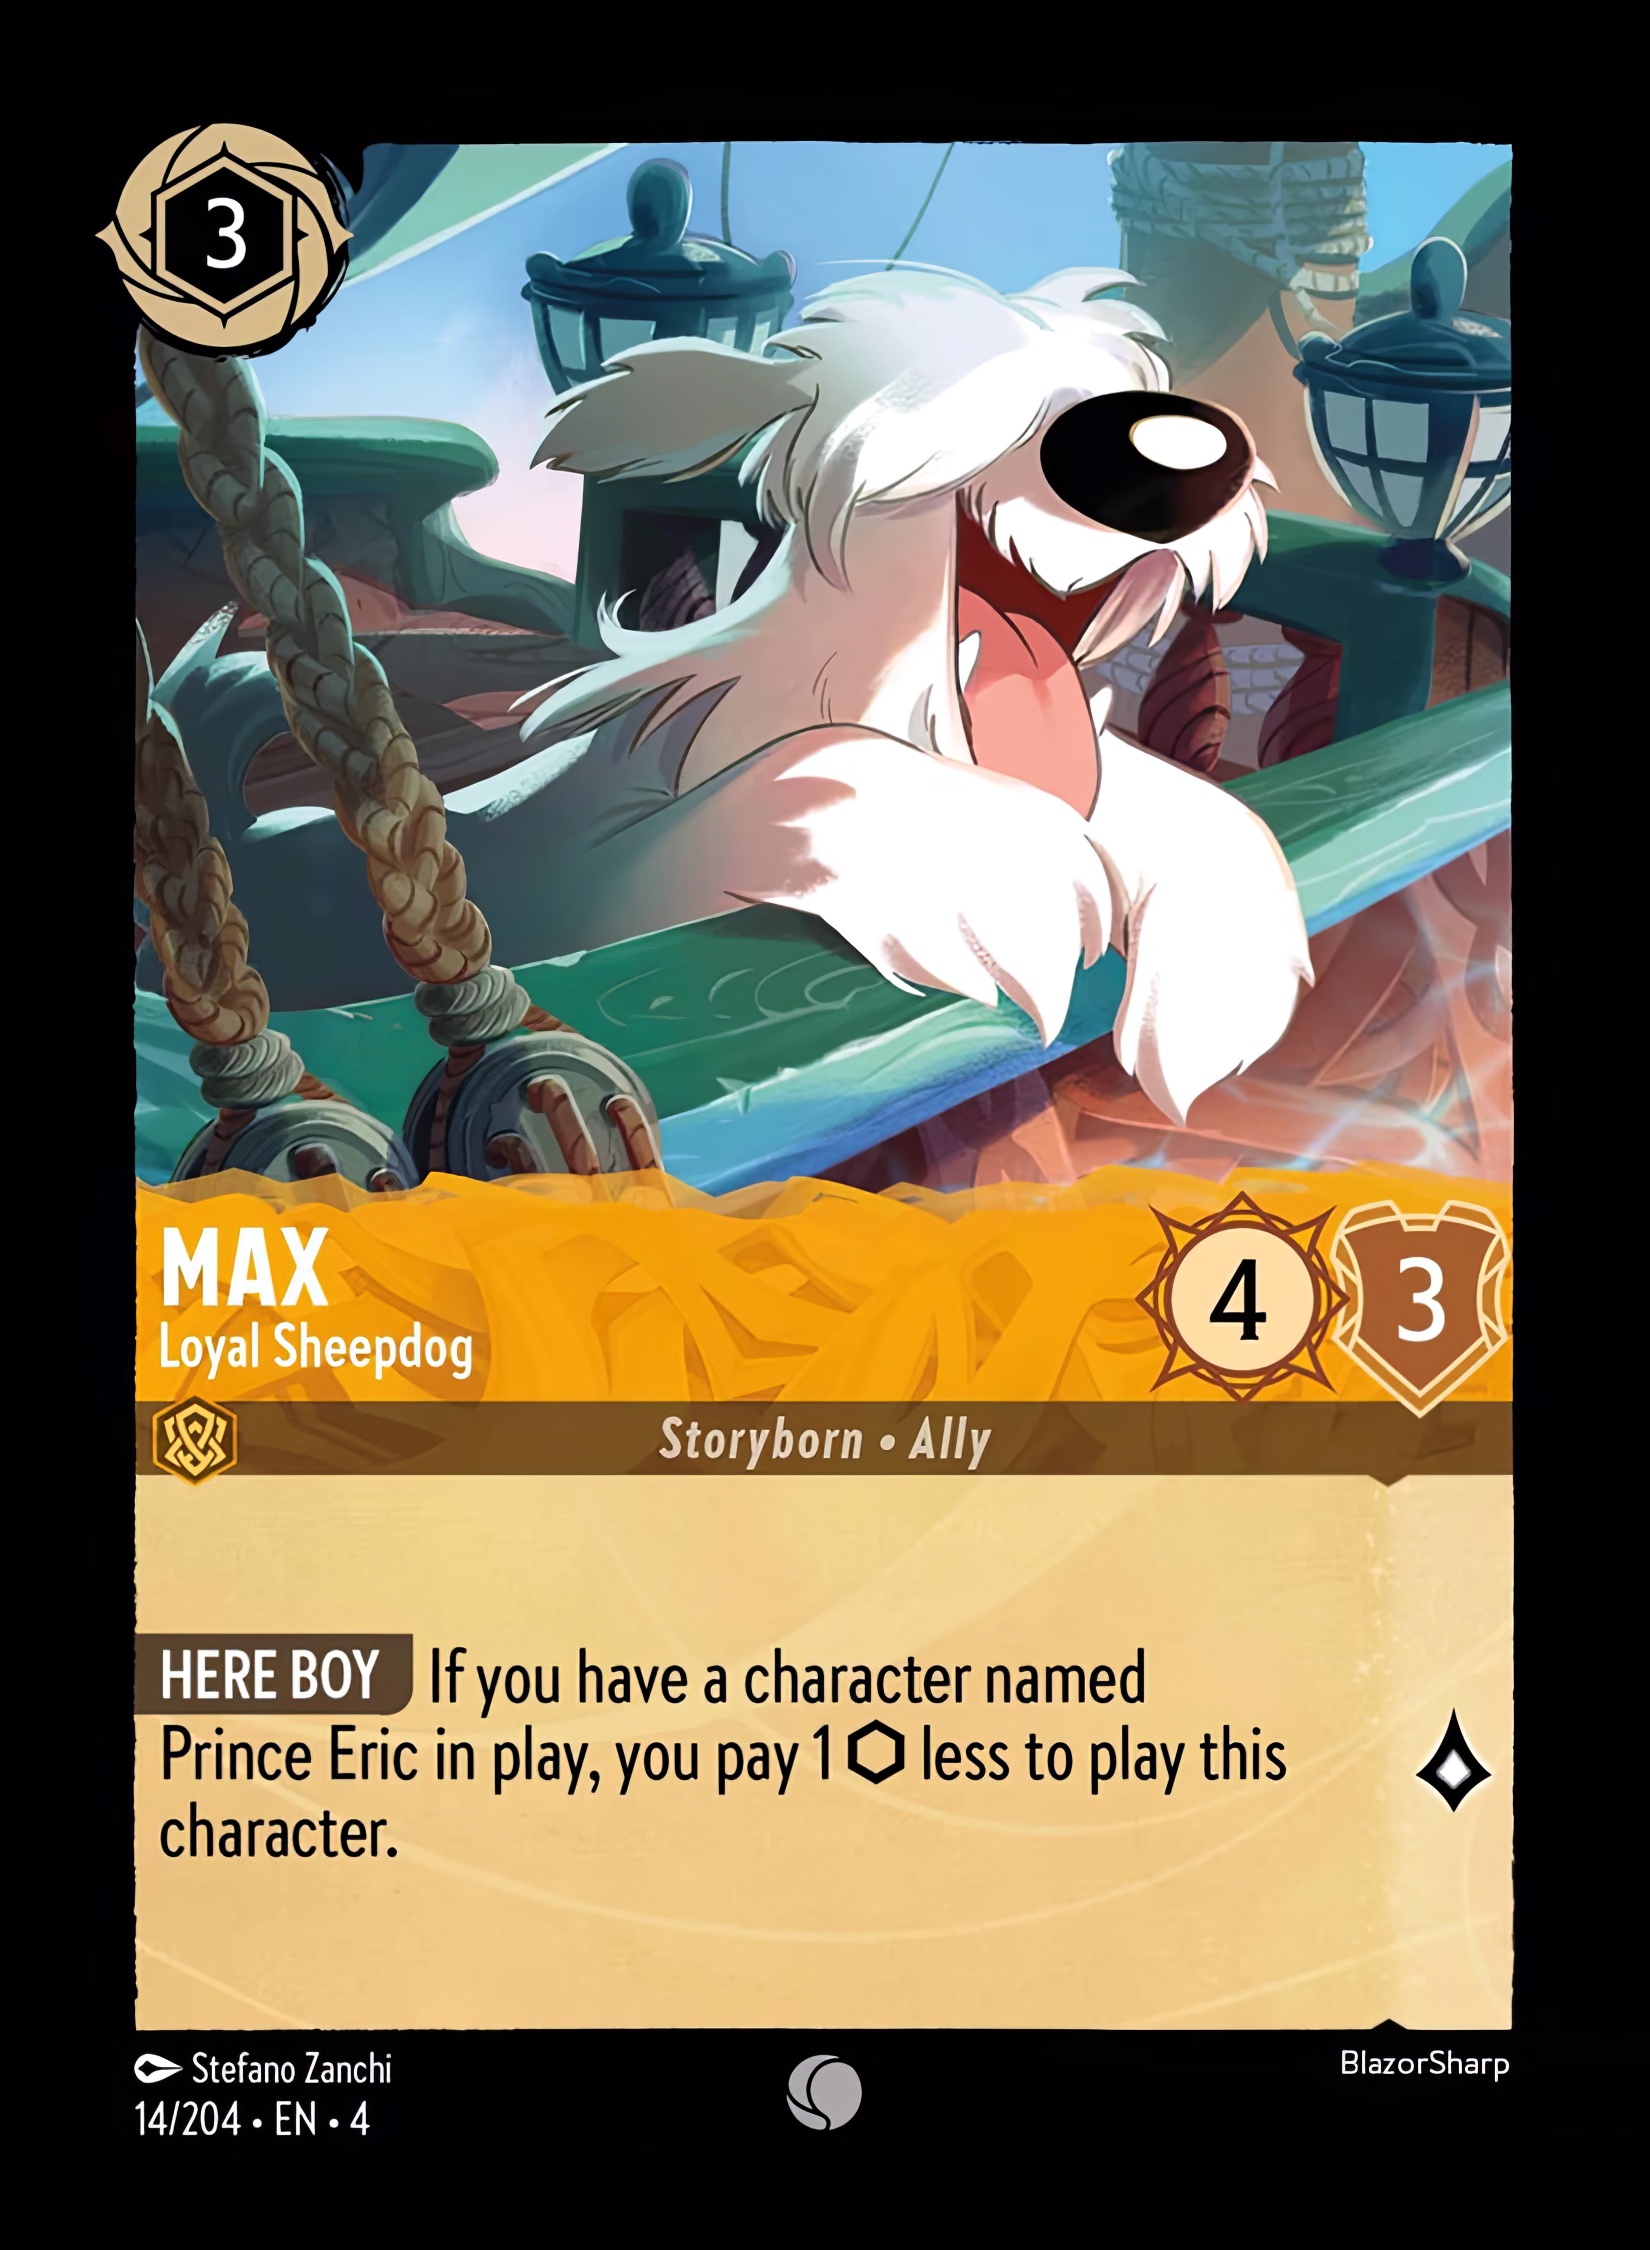 3
MAX
Loyal Sheepdog
4
3
Storyborn • Ally
HERE BOY If you have a character named
Prince Eric in play, you pay 1 ⬡ less to play this
character.
Stefano Zanchi
14/204 • EN • 4
BlazorSharp